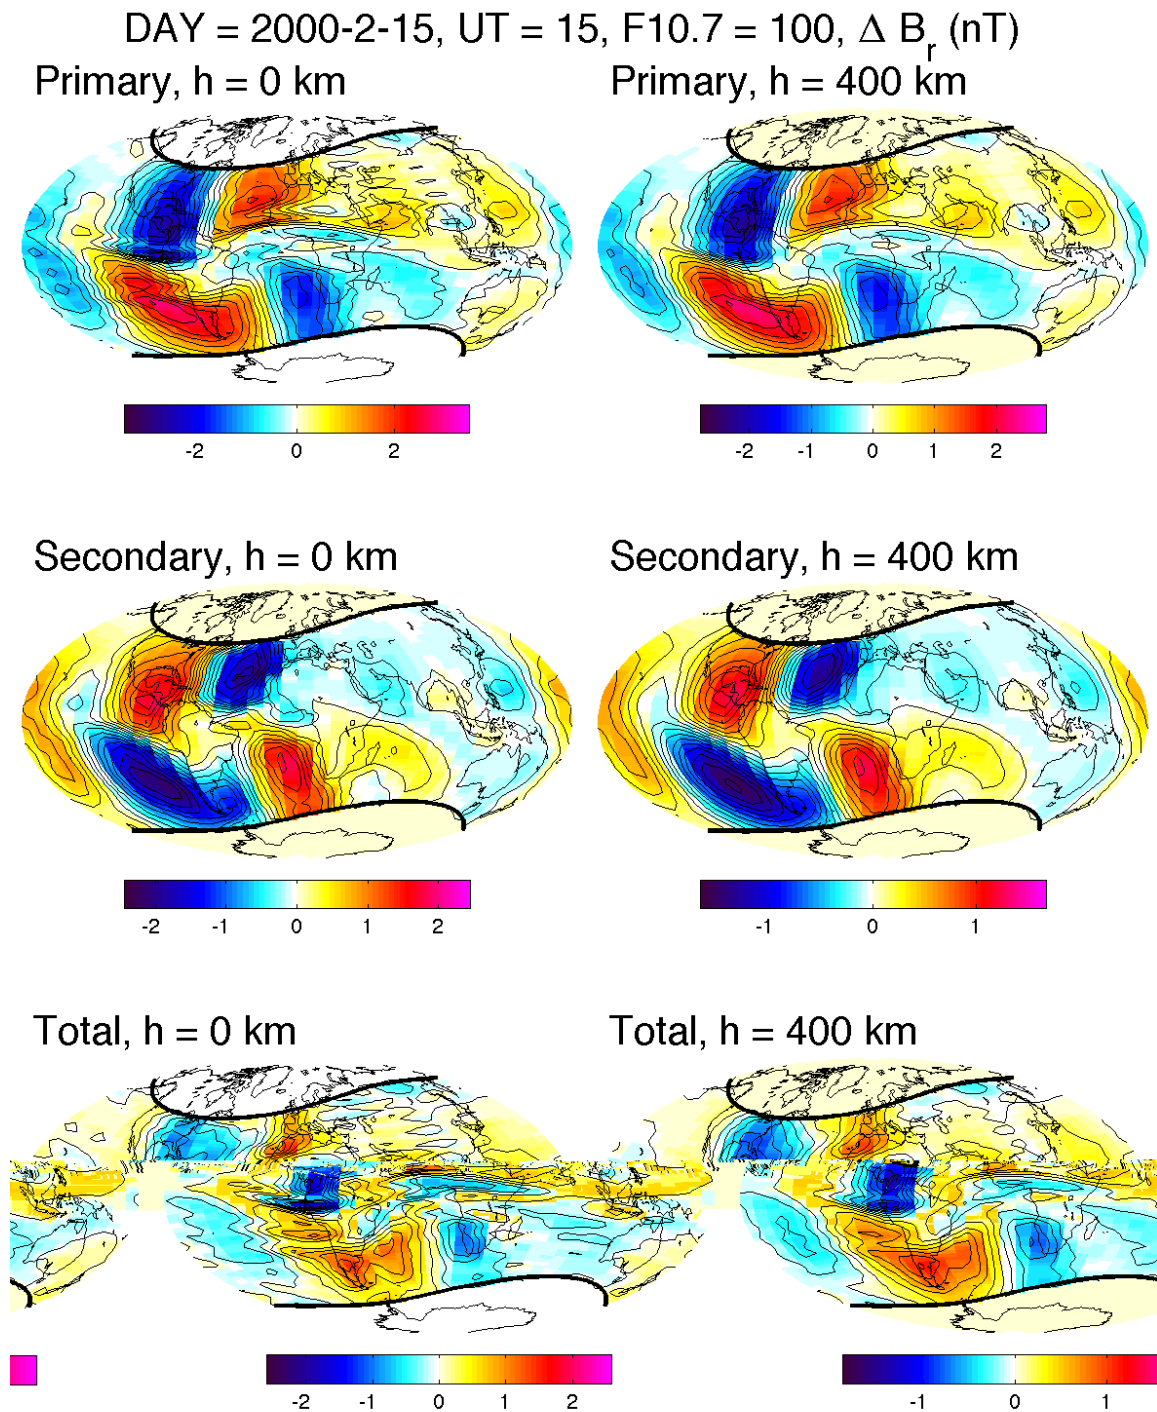 DAY = 2000-2-15, UT = 15, F10.7 = 100, Δ B_r (nT)
Primary, h = 0 km
Primary, h = 400 km
-2 0 2
-2 -1 0 1 2
Secondary, h = 0 km
Secondary, h = 400 km
-2 -1 0 1 2
-1 0 1
Total, h = 0 km
Total, h = 400 km
-2 -1 0 1 2
-1 0 1